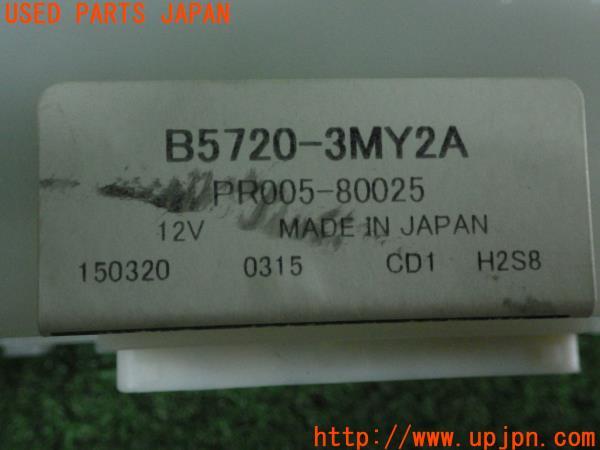 USED PARTS JAPAN
B5720-3MY2A
PR005-80025
12V MADE IN JAPAN
150320 0315 CD1 H2S8
UPJ http://www.upjpn.com/